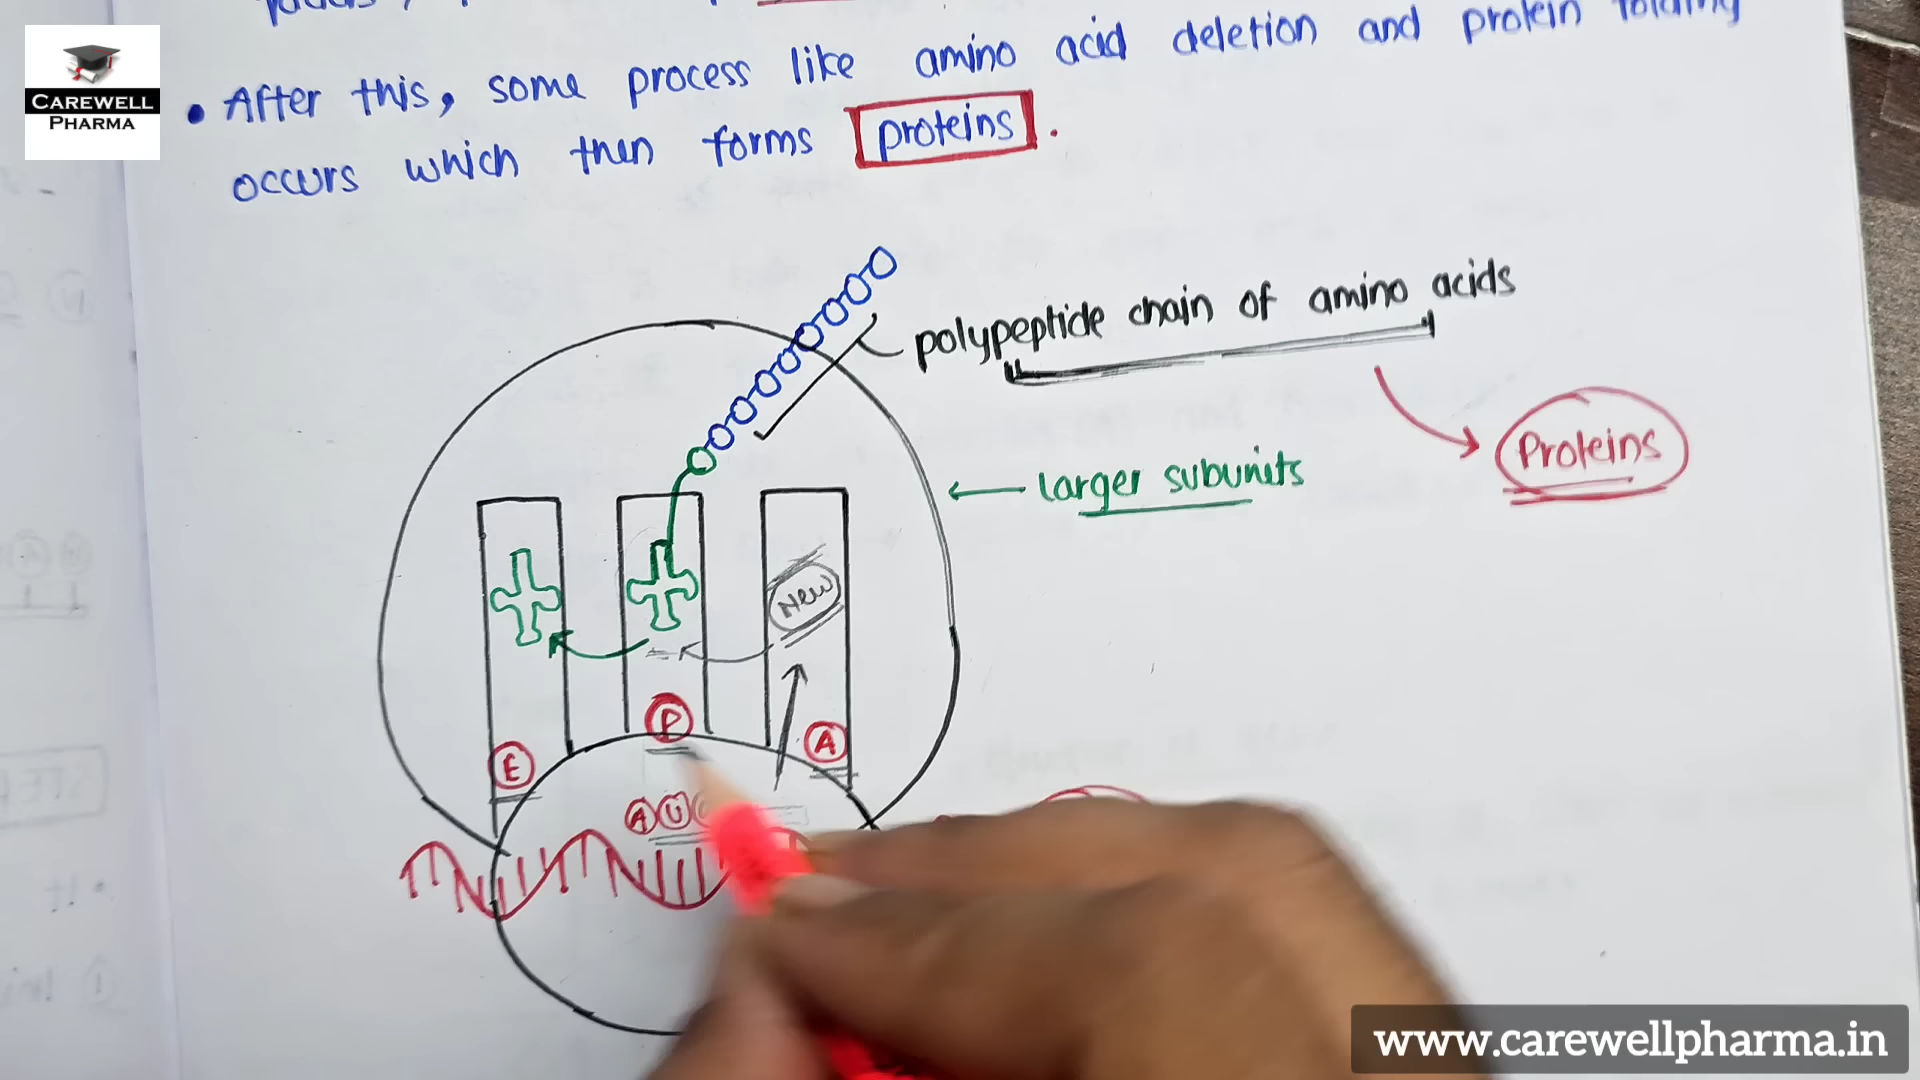 CAREWELL
PHARMA
• After this, some process like amino acid deletion and protein folding
occurs which then forms proteins.
polypeptide chain of amino acids
Proteins
larger subunits
New
P
A
E
A U
www.carewellpharma.in